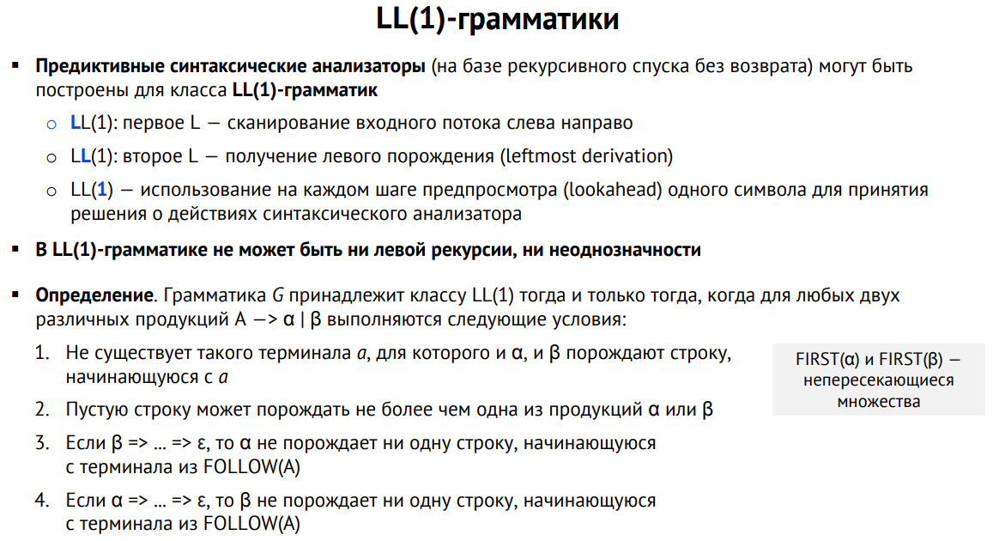 LL(1)-грамматики
▪ Предиктивные синтаксические анализаторы (на базе рекурсивного спуска без возврата) могут быть
построены для класса LL(1)-грамматик
○ LL(1): первое L — сканирование входного потока слева направо
○ LL(1): второе L — получение левого порождения (leftmost derivation)
○ LL(1) — использование на каждом шаге предпросмотра (lookahead) одного символа для принятия
решения о действиях синтаксического анализатора
▪ В LL(1)-грамматике не может быть ни левой рекурсии, ни неоднозначности
▪ Определение. Грамматика G принадлежит классу LL(1) тогда и только тогда, когда для любых двух
различных продукций A —> α | β выполняются следующие условия:
1. Не существует такого терминала a, для которого и α, и β порождают строку,
начинающуюся с a
2. Пустую строку может порождать не более чем одна из продукций α или β
3. Если β => ... => ε, то α не порождает ни одну строку, начинающуюся
с терминала из FOLLOW(A)
4. Если α => ... => ε, то β не порождает ни одну строку, начинающуюся
с терминала из FOLLOW(A)
FIRST(α) и FIRST(β) —
непересекающиеся
множества